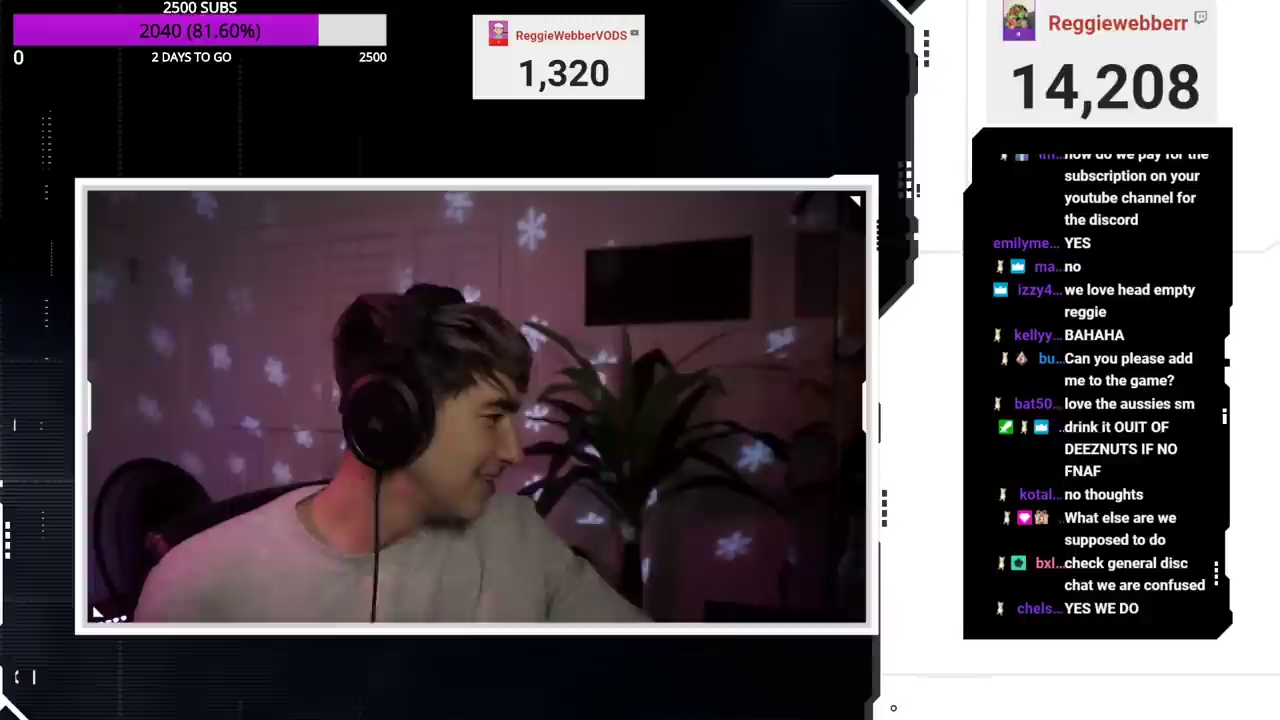 2500 SUBS
2040 (81.60%)
0
2 DAYS TO GO
2500
ReggieWebberVODS
1,320
Reggiewebberr
14,208
how do we pay for the
subscription on your
youtube channel for
the discord
emilyme... YES
ma.. no
izzy4... we love head empty
reggie
kellyy... BAHAHA
bu... Can you please add
me to the game?
bat50... love the aussies sm
.. drink it OUIT OF
DEEZNUTS IF NO
FNAF
kotal... no thoughts
.. What else are we
supposed to do
bxl... check general disc
chat we are confused
chels... YES WE DO